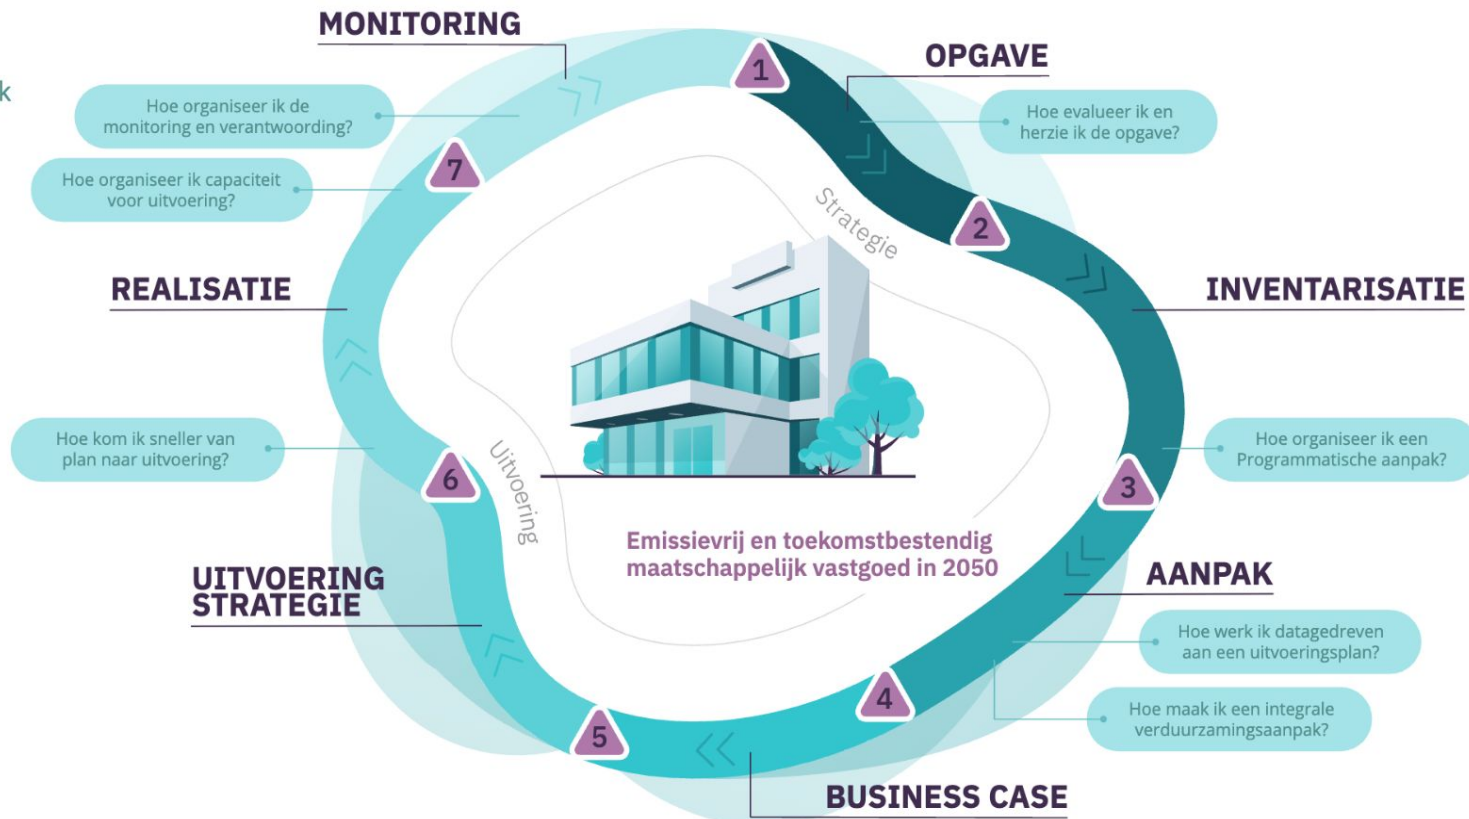 MONITORING
OPGAVE
k
Hoe organiseer ik de
monitoring en verantwoording?
Hoe evalueer ik en
herzie ik de opgave?
1
7
Hoe organiseer ik capaciteit
voor uitvoering?
2
Strategie
REALISATIE
INVENTARISATIE
Hoe kom ik sneller van
plan naar uitvoering?
Hoe organiseer ik een
Programmatische aanpak?
6
Uitvoering
3
Emissievrij en toekomstbestendig
maatschappelijk vastgoed in 2050
UITVOERING
STRATEGIE
AANPAK
Hoe werk ik datagedreven
aan een uitvoeringsplan?
4
Hoe maak ik een integrale
verduurzamingsaanpak?
5
BUSINESS CASE